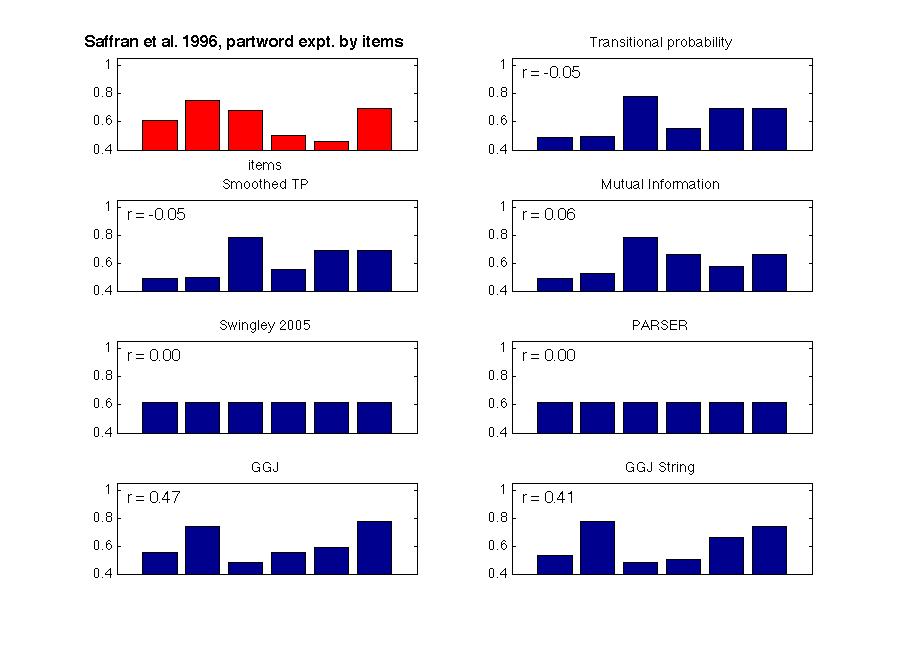 Saffran et al. 1996, partword expt. by items
1
0.8
0.6
0.4
items
Transitional probability
r = -0.05
1
0.8
0.6
0.4
Smoothed TP
r = -0.05
1
0.8
0.6
0.4
Mutual Information
r = 0.06
1
0.8
0.6
0.4
Swingley 2005
r = 0.00
1
0.8
0.6
0.4
PARSER
r = 0.00
1
0.8
0.6
0.4
GGJ
r = 0.47
1
0.8
0.6
0.4
GGJ String
r = 0.41
1
0.8
0.6
0.4